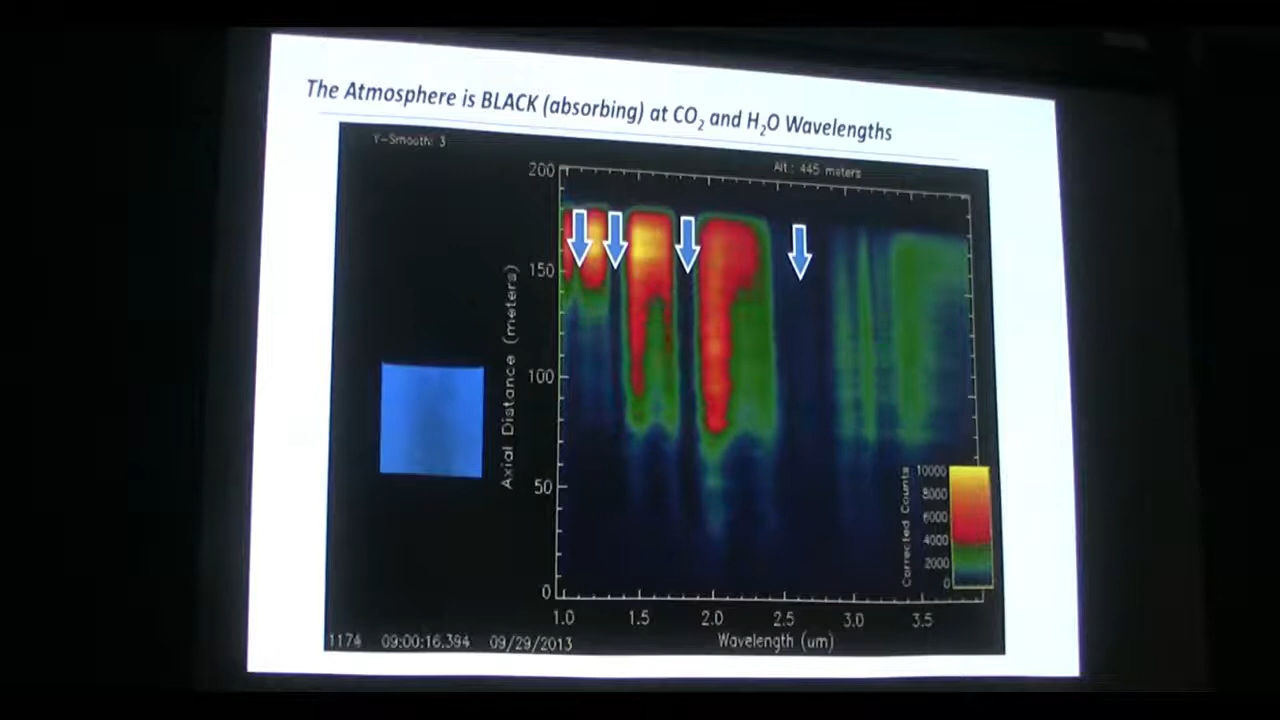 The Atmosphere is BLACK (absorbing) at CO₂ and H₂O Wavelengths
Y-Smooth: 3
Alt.: 445 meters
200
150
100
50
0
Axial Distance (meters)
1.0 1.5 2.0 2.5 3.0 3.5
Wavelength (um)
Corrected Counts
10000
8000
6000
4000
2000
0
1174 09:00:16.394 09/29/2013